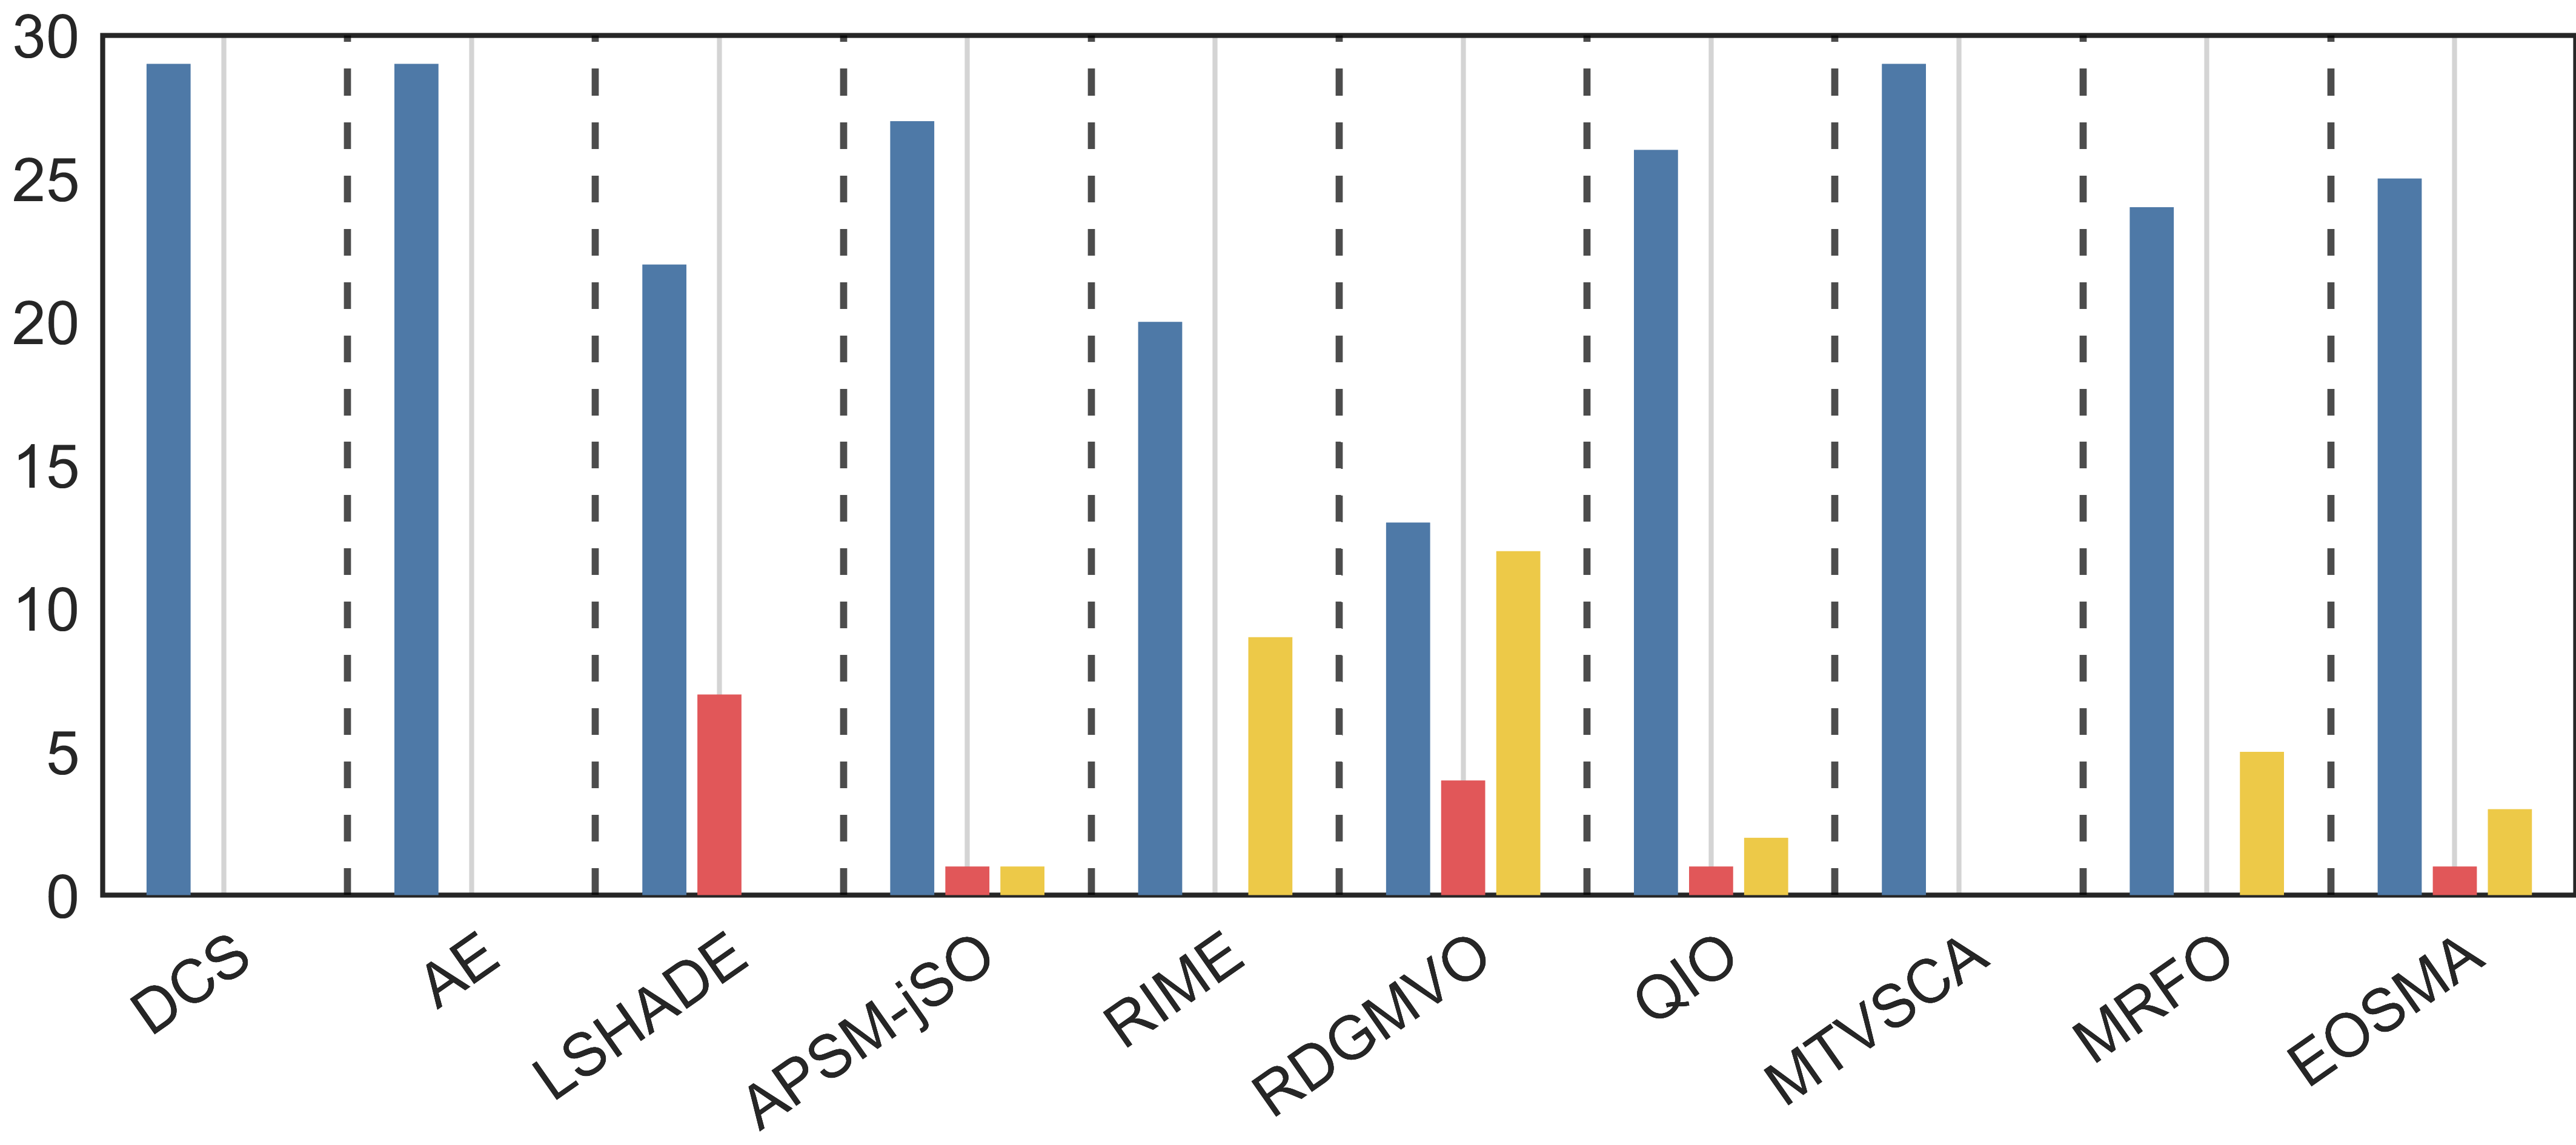 30
25
20
15
10
5
0
DCS
AE
LSHADE
APSM-jSO
RIME
RDGMVO
QIO
MTVSCA
MRFO
EOSMA